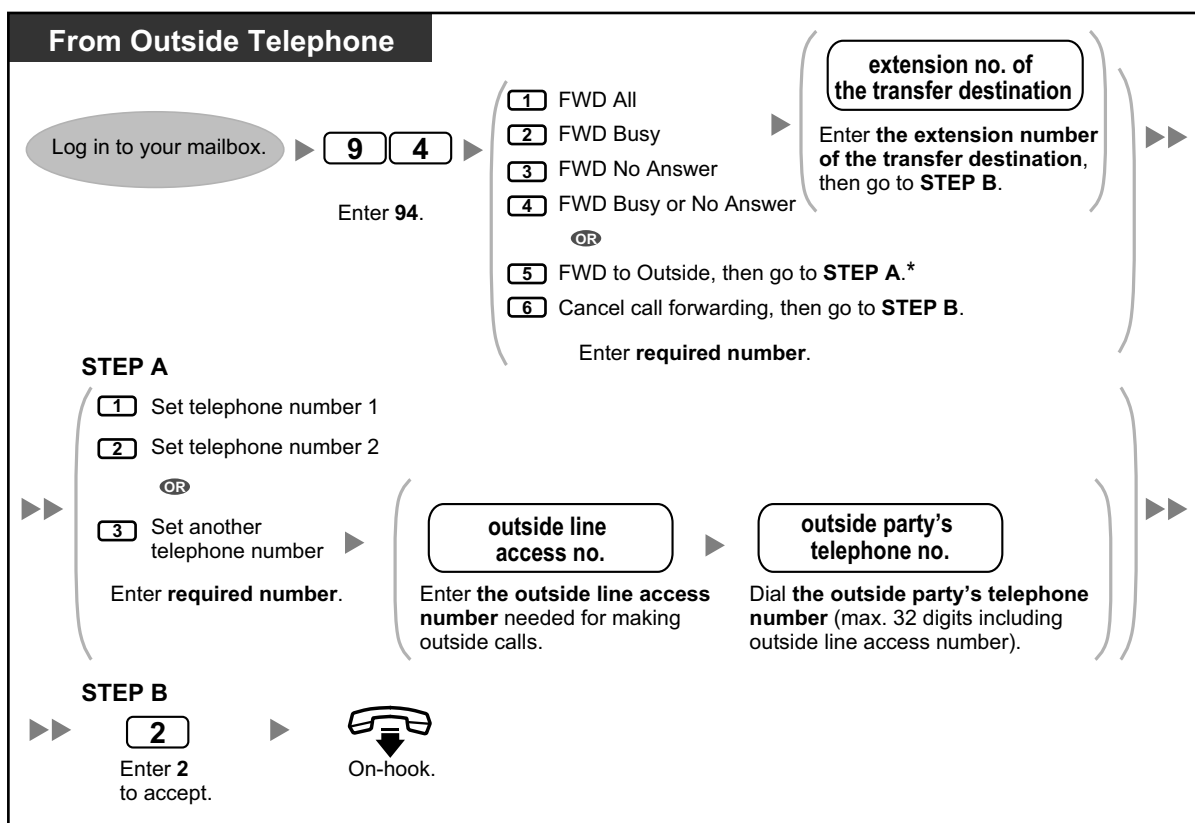 From Outside Telephone
Log in to your mailbox.
9 4
Enter 94.
1 FWD All
2 FWD Busy
3 FWD No Answer
4 FWD Busy or No Answer
OR
5 FWD to Outside, then go to STEP A.*
6 Cancel call forwarding, then go to STEP B.
Enter required number.
extension no. of
the transfer destination
Enter the extension number
of the transfer destination,
then go to STEP B.
STEP A
1 Set telephone number 1
2 Set telephone number 2
OR
3 Set another
telephone number
Enter required number.
outside line
access no.
Enter the outside line access
number needed for making
outside calls.
outside party's
telephone no.
Dial the outside party's telephone
number (max. 32 digits including
outside line access number).
STEP B
2
Enter 2
to accept.
On-hook.